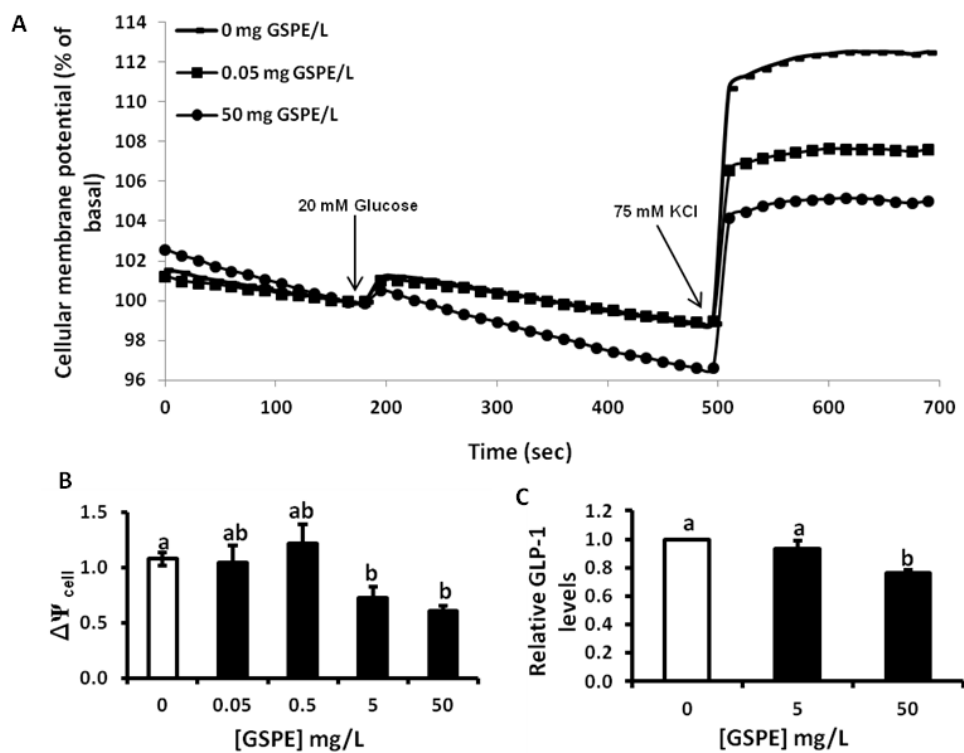 A
Cellular membrane potential (% of
basal)
114
112
110
108
106
104
102
100
98
96
0 mg GSPE/L
0.05 mg GSPE/L
50 mg GSPE/L
20 mM Glucose
75 mM KCl
0 100 200 300 400 500 600 700
Time (sec)
B
ΔΨ cell
1.5
1.0
0.5
0.0
a ab ab b b
0 0.05 0.5 5 50
[GSPE] mg/L
C
Relative GLP-1
levels
1.2
1.0
0.8
0.6
0.4
0.2
0.0
a a b
0 5 50
[GSPE] mg/L